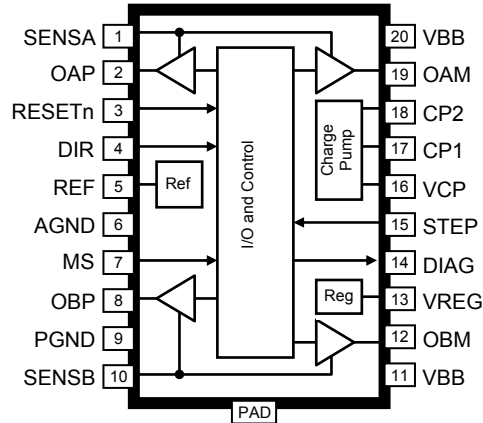 SENSA 1 20 VBB
OAP 2 19 OAM
RESETn 3 18 CP2
DIR 4 17 CP1
REF 5 Ref 16 VCP
Charge
Pump
I/O and Control
AGND 6 15 STEP
MS 7 14 DIAG
OBP 8 Reg 13 VREG
PGND 9 12 OBM
SENSB 10 11 VBB
PAD